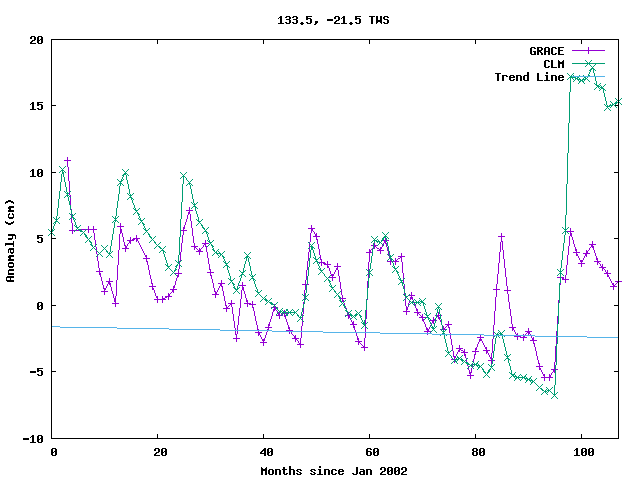 133.5, -21.5 TWS
GRACE
CLM
Trend Line
20
15
10
5
0
-5
-10
Anomaly (cm)
0 20 40 60 80 100
Months since Jan 2002